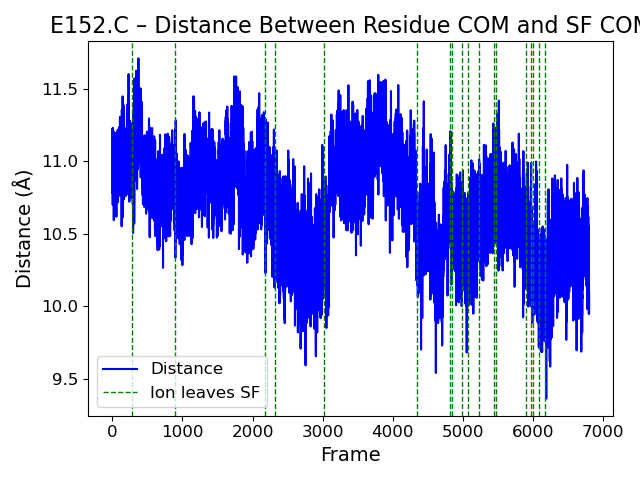 E152.C – Distance Between Residue COM and SF COM
Distance (Å)
11.5
11.0
10.5
10.0
9.5
Distance
Ion leaves SF
0 1000 2000 3000 4000 5000 6000 7000
Frame